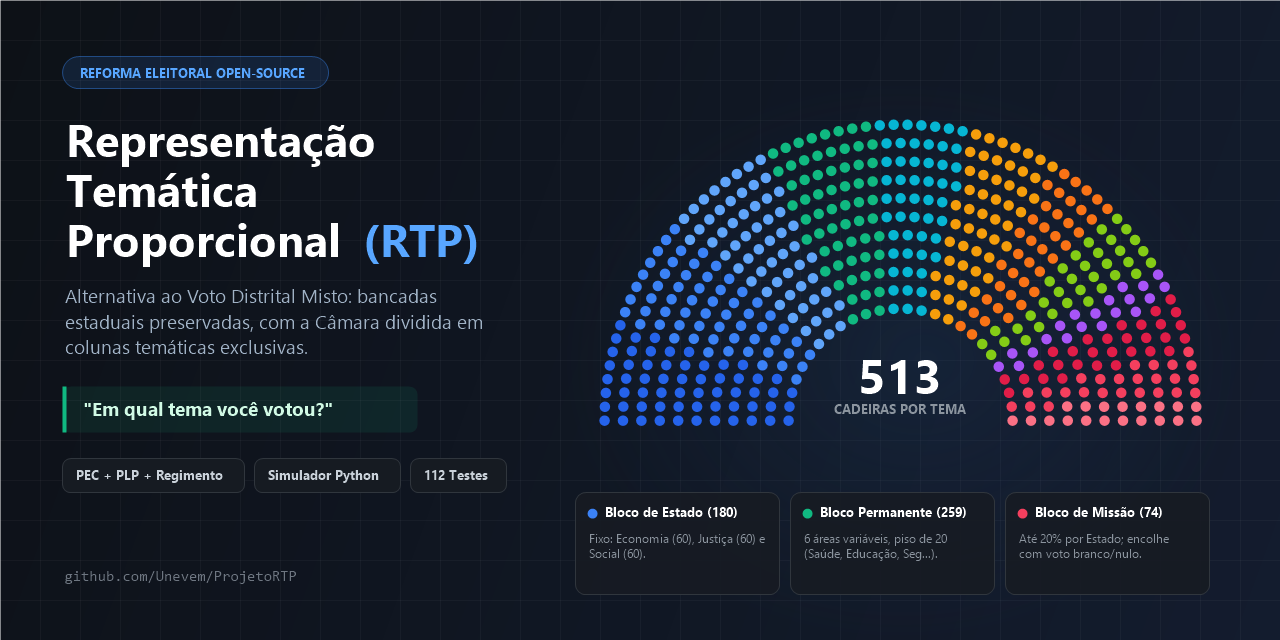 REFORMA ELEITORAL OPEN-SOURCE
Representação
Temática
Proporcional (RTP)
Alternativa ao Voto Distrital Misto: bancadas
estaduais preservadas, com a Câmara dividida em
colunas temáticas exclusivas.
"Em qual tema você votou?"
PEC + PLP + Regimento
Simulador Python
112 Testes
github.com/Unevem/ProjetoRTP
513
CADEIRAS POR TEMA
Bloco de Estado (180)
Fixo: Economia (60), Justiça (60) e
Social (60).
Bloco Permanente (259)
6 áreas variáveis, piso de 20
(Saúde, Educação, Seg...).
Bloco de Missão (74)
Até 20% por Estado; encolhe
com voto branco/nulo.